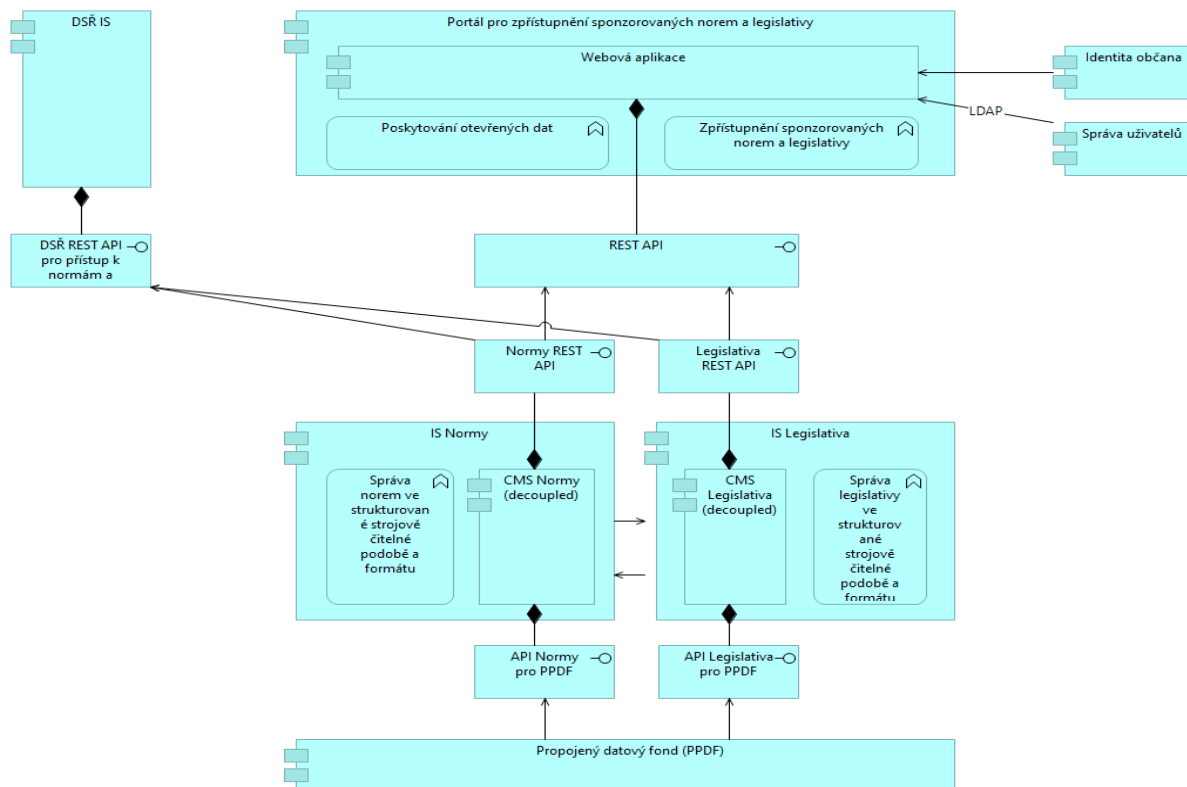 DSŘ IS
Portál pro zpřístupnění sponzorovaných norem a legislativy
Webová aplikace
Identita občana
LDAP
Poskytování otevřených dat
Zpřístupnění sponzorovaných
norem a legislativy
Správa uživatelů
DSŘ REST API
pro přístup k
normám a
REST API
Normy REST
API
Legislativa
REST API
IS Normy
IS Legislativa
Správa
norem ve
strukturovan
é strojově
čitelné
podobě a
formátu
CMS Normy
(decoupled)
CMS
Legislativa
(decoupled)
Správa
legislativy
ve
strukturov
ané
strojově
čitelné
podobě a
formátu
API Normy
pro PPDF
API Legislativa
pro PPDF
Propojený datový fond (PPDF)